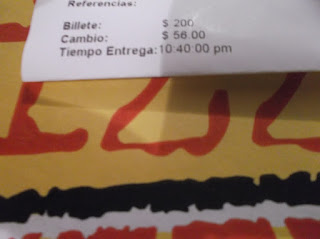 Referencias:
Billete: $ 200
Cambio: $ 56.00
Tiempo Entrega: 10:40:00 pm